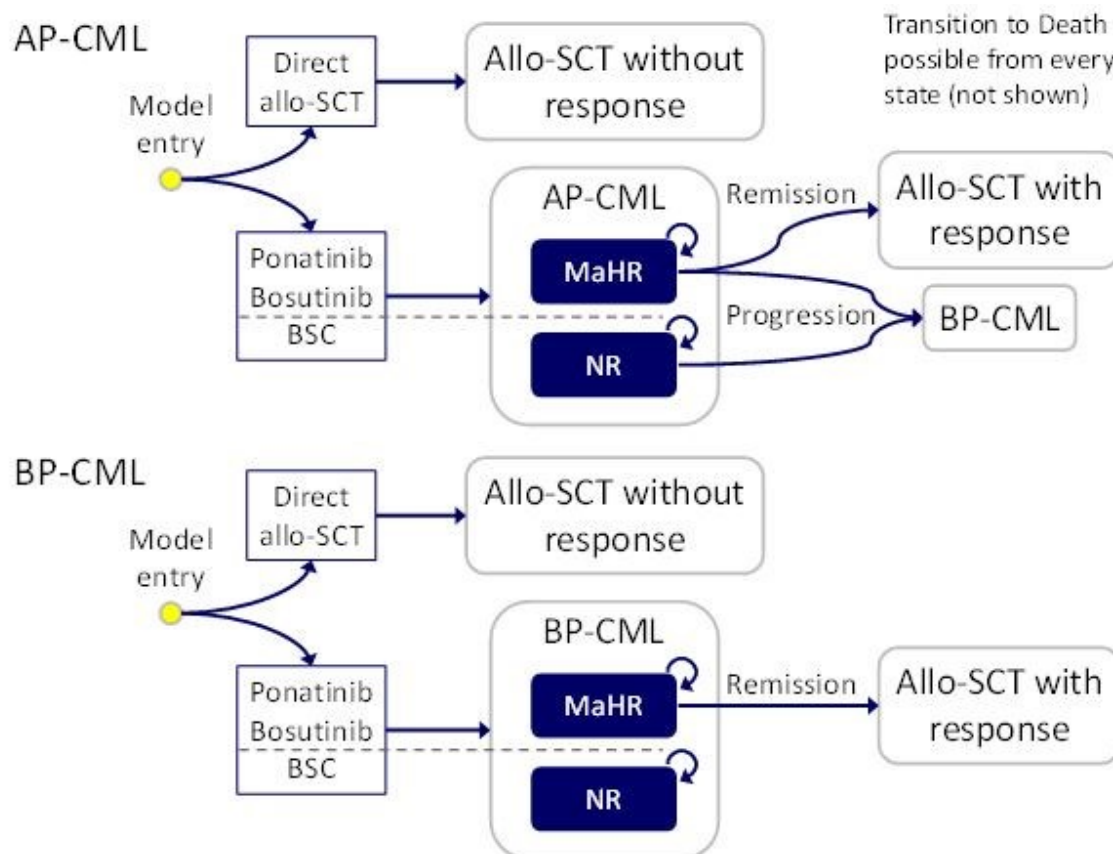 AP-CML
Model
entry
Direct
allo-SCT
Allo-SCT without
response
Transition to Death
possible from every
state (not shown)
Ponatinib
Bosutinib
BSC
AP-CML
MaHR
NR
Remission
Progression
Allo-SCT with
response
BP-CML
BP-CML
Model
entry
Direct
allo-SCT
Allo-SCT without
response
Ponatinib
Bosutinib
BSC
BP-CML
MaHR
NR
Remission
Allo-SCT with
response